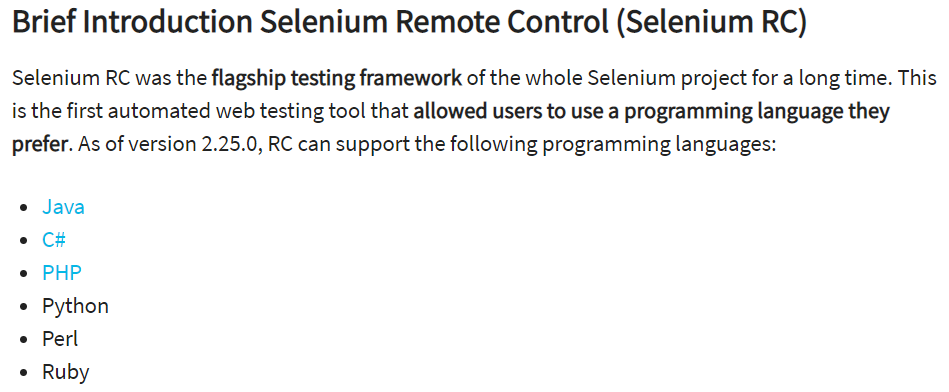 Brief Introduction Selenium Remote Control (Selenium RC)
Selenium RC was the flagship testing framework of the whole Selenium project for a long time. This
is the first automated web testing tool that allowed users to use a programming language they
prefer. As of version 2.25.0, RC can support the following programming languages:
• Java
• C#
• PHP
• Python
• Perl
• Ruby